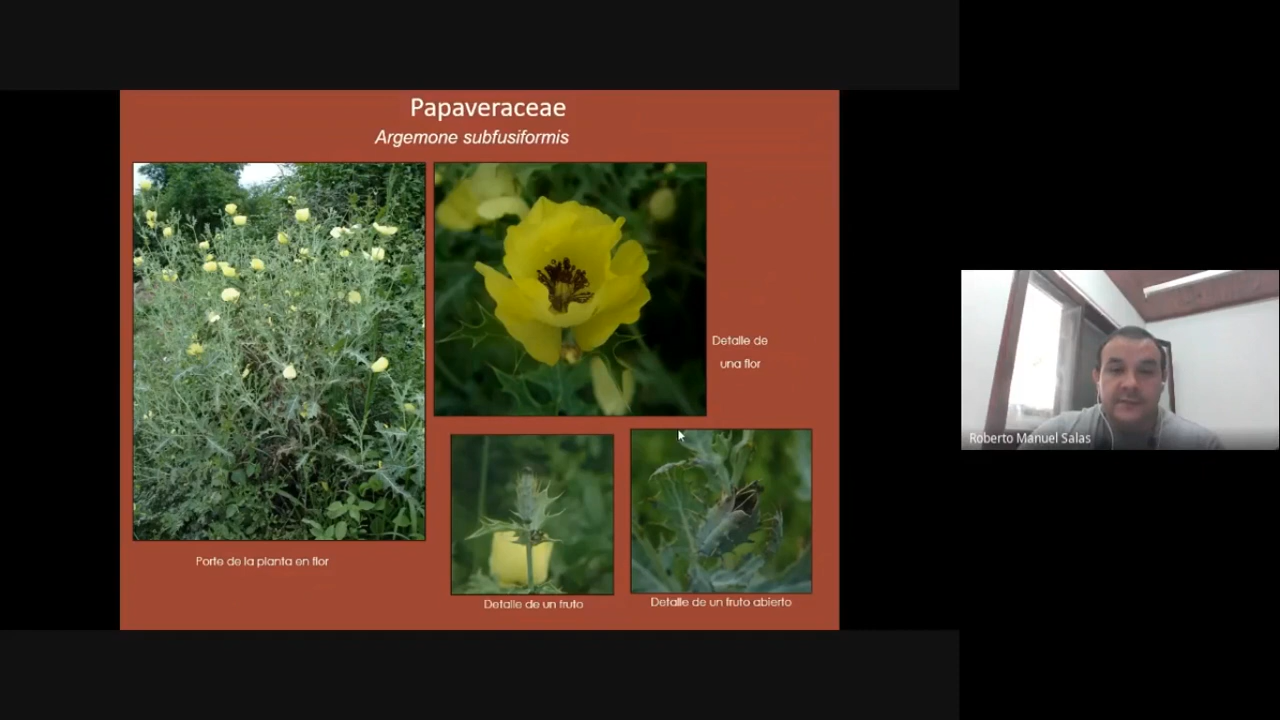 Papaveraceae
Argemone subfusiformis
Detalle de
una flor
Porte de la planta en flor
Detalle de un fruto
Detalle de un fruto abierto
Roberto Manuel Salas